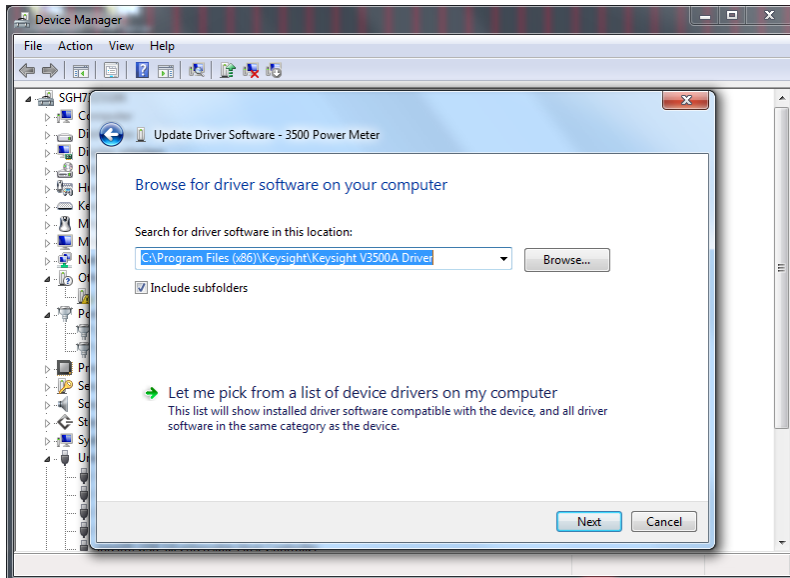 Device Manager
File Action View Help
SGH7
Update Driver Software - 3500 Power Meter
Browse for driver software on your computer
Search for driver software in this location:
C:\Program Files (x86)\Keysight\Keysight V3500A Driver
Browse...
Include subfolders
Let me pick from a list of device drivers on my computer
This list will show installed driver software compatible with the device, and all driver
software in the same category as the device.
Next Cancel